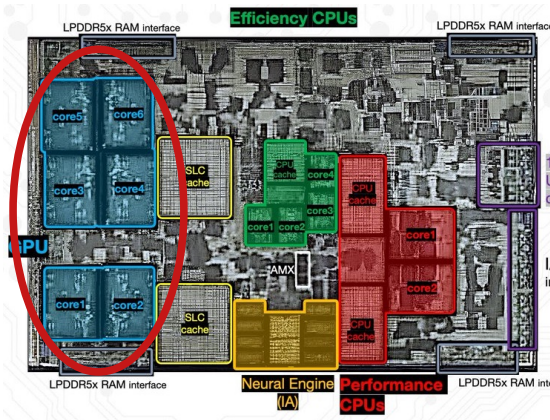 Efficiency CPUs
LPDDR5x RAM interface
LPDDR5x RAM interface
core5
core6
core3
core4
SLC
cache
CPU
cache
core4
core3
core1
core2
CPU
cache
core1
core2
GPU
AMX
core1
core2
SLC
cache
CPU
cache
LPDDR5x RAM interface
Neural Engine
(IA)
Performance
CPUs
LPDDR5x RAM inte